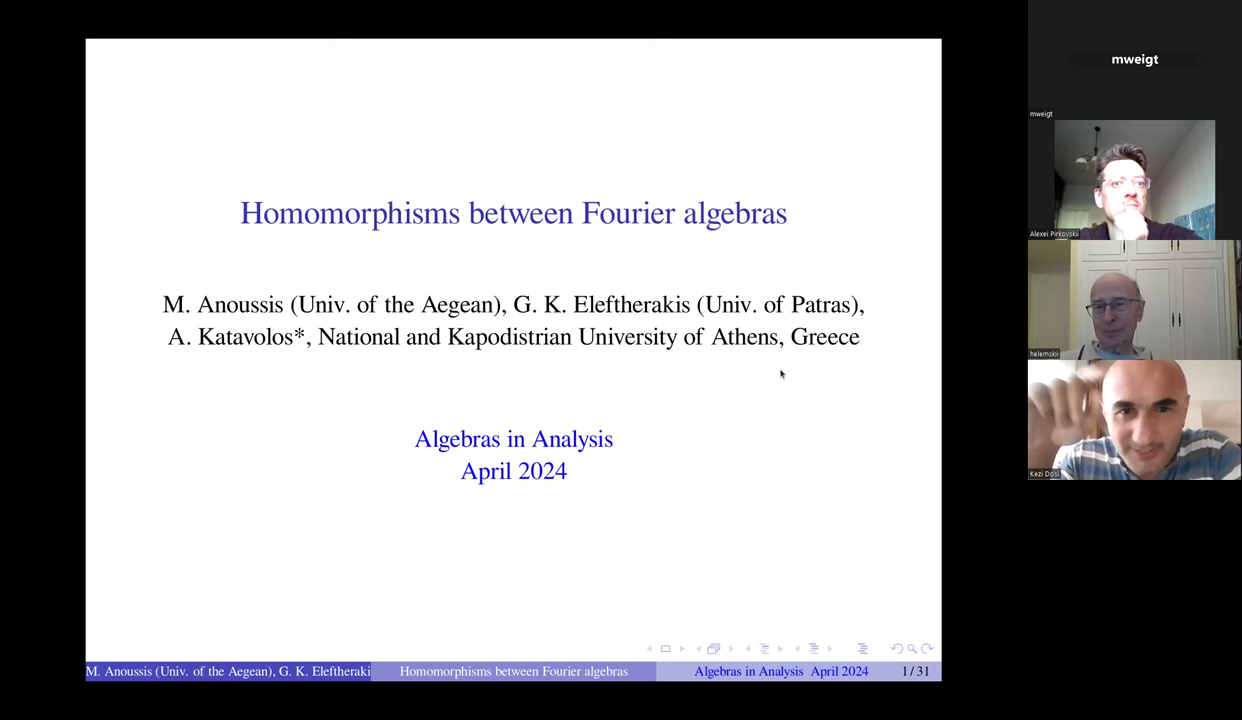 Homomorphisms between Fourier algebras
M. Anoussis (Univ. of the Aegean), G. K. Eleftherakis (Univ. of Patras),
A. Katavolos*, National and Kapodistrian University of Athens, Greece
Algebras in Analysis
April 2024
M. Anoussis (Univ. of the Aegean), G. K. Eleftheraki
Homomorphisms between Fourier algebras
Algebras in Analysis April 2024
1 / 31
mweigt
mweigt
Alexei Pirkovskii
helemskii
Kezi Dosi